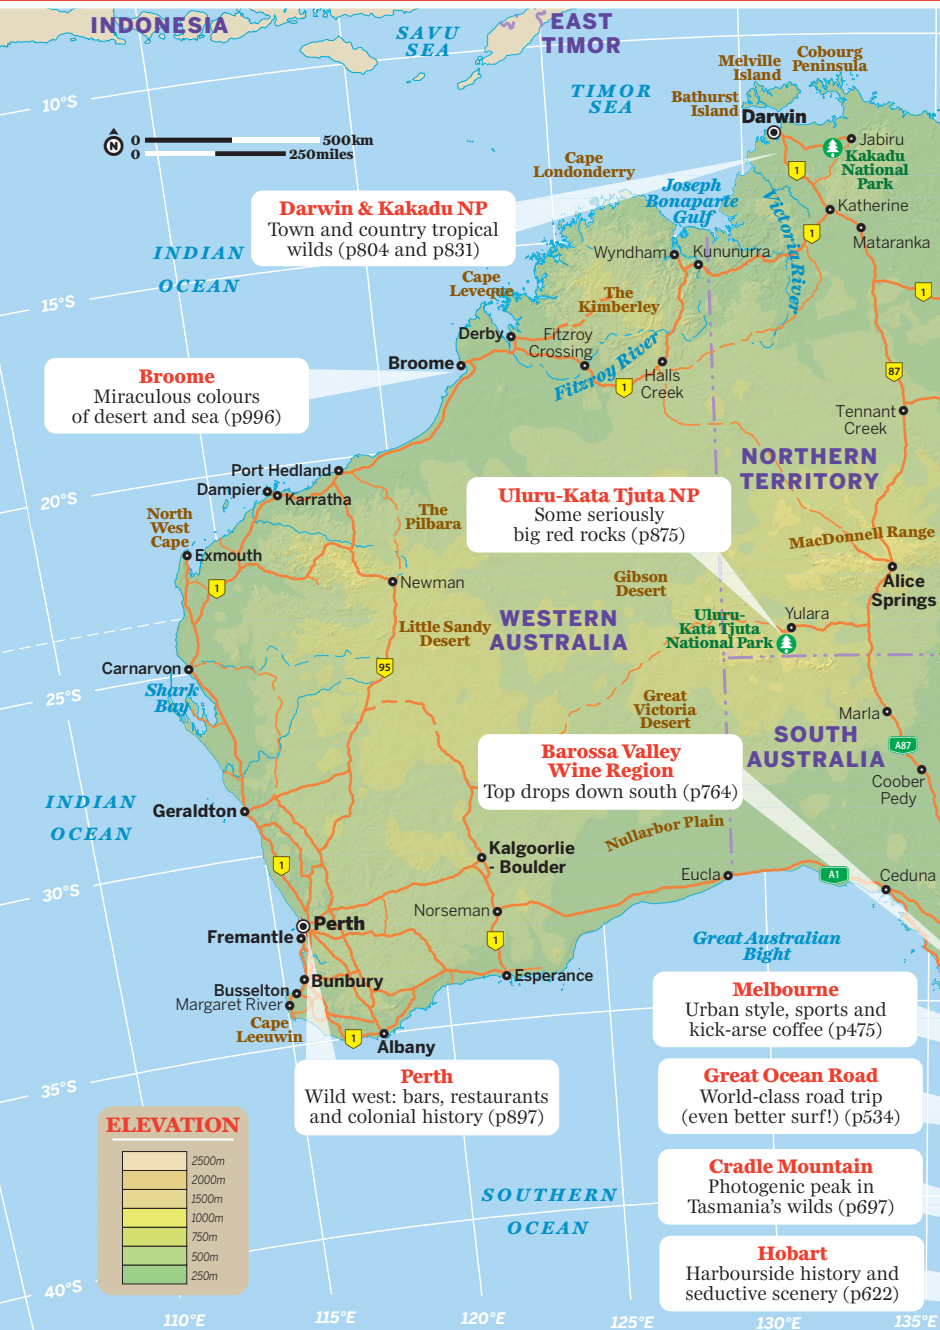 INDONESIA
SAVU
SEA
EAST
TIMOR
TIMOR
SEA
Melville
Island
Cobourg
Peninsula
Bathurst
Island
Darwin
10°S
N
0 500km
0 250miles
Jabiru
Kakadu
National
Park
1
Cape
Londonderry
Joseph
Bonaparte
Gulf
Victoria River
Katherine
Mataranka
1
Darwin & Kakadu NP
Town and country tropical
wilds (p804 and p831)
INDIAN
OCEAN
Wyndham
Kununurra
Cape
Leveque
The
Kimberley
1
15°S
Derby
Fitzroy
Crossing
Fitzroy River
Broome
Halls
Creek
1
87
Broome
Miraculous colours
of desert and sea (p996)
Tennant
Creek
NORTHERN
TERRITORY
Port Hedland
Dampier
Karratha
20°S
Uluru-Kata Tjuta NP
Some seriously
big red rocks (p875)
The
Pilbara
North
West
Cape
Exmouth
MacDonnell Range
Alice
Springs
1
Newman
Gibson
Desert
Uluru-
Kata Tjuta
National Park
Yulara
WESTERN
AUSTRALIA
Little Sandy
Desert
95
Carnarvon
25°S
Shark
Bay
Great
Victoria
Desert
Marla
SOUTH
AUSTRALIA
A87
Coober
Pedy
Barossa Valley
Wine Region
Top drops down south (p764)
INDIAN
OCEAN
Geraldton
Nullarbor Plain
Kalgoorlie
- Boulder
1
Eucla
A1
Ceduna
30°S
Norseman
Perth
Fremantle
1
Great Australian
Bight
Esperance
Bunbury
Busselton
Margaret River
Cape
Leeuwin
1
Albany
Melbourne
Urban style, sports and
kick-arse coffee (p475)
35°S
Perth
Wild west: bars, restaurants
and colonial history (p897)
Great Ocean Road
World-class road trip
(even better surf!) (p534)
ELEVATION
2500m
2000m
1500m
1000m
750m
500m
250m
Cradle Mountain
Photogenic peak in
Tasmania's wilds (p697)
SOUTHERN
OCEAN
Hobart
Harbourside history and
seductive scenery (p622)
40°S
110°E
115°E
120°E
125°E
130°E
135°E